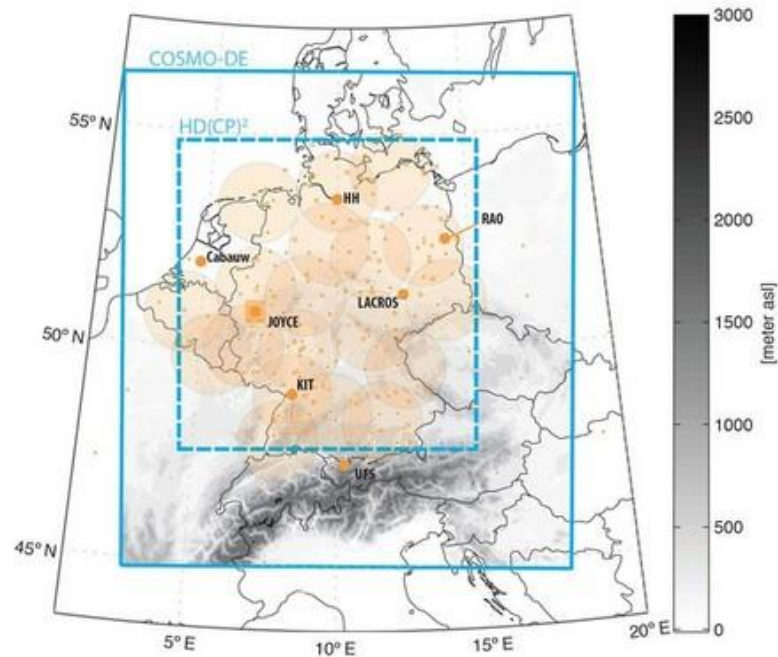 COSMO-DE
HD(CP)²
HH
RAO
Cabauw
LACROS
JOYCE
KIT
UFS
55° N
50° N
45° N
5° E
10° E
15° E
20° E
3000
2500
2000
1500
1000
500
0
[meter asl]